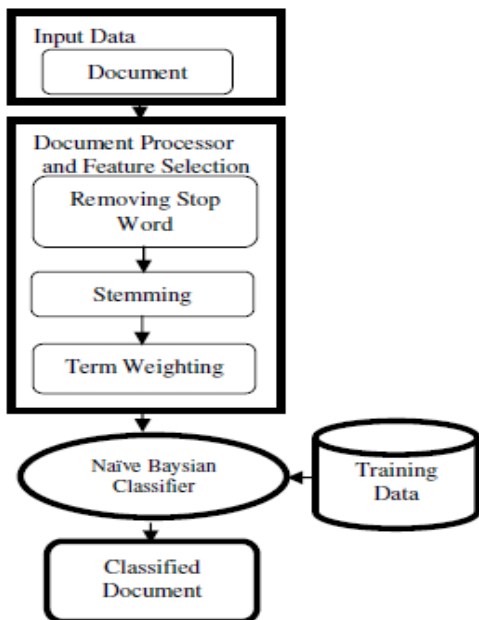 Input Data
Document
Document Processor
and Feature Selection
Removing Stop
Word
Stemming
Term Weighting
Naïve Baysian
Classifier
Training
Data
Classified
Document